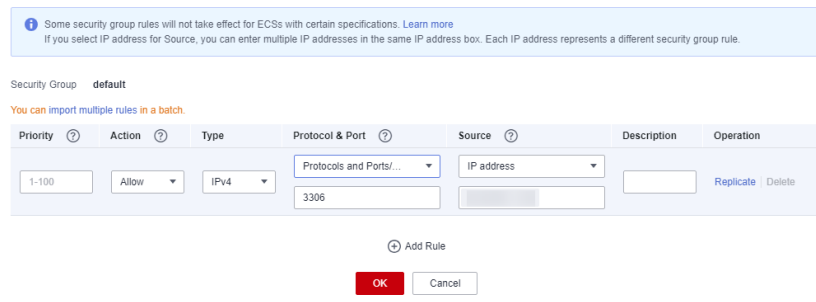 Some security group rules will not take effect for ECSs with certain specifications. Learn more
If you select IP address for Source, you can enter multiple IP addresses in the same IP address box. Each IP address represents a different security group rule.
Security Group default
You can import multiple rules in a batch.
Priority ? Action ? Type Protocol & Port ? Source ? Description Operation
Protocols and Ports/... IP address
1-100 Allow IPv4 Replicate Delete
3306
Add Rule
OK Cancel